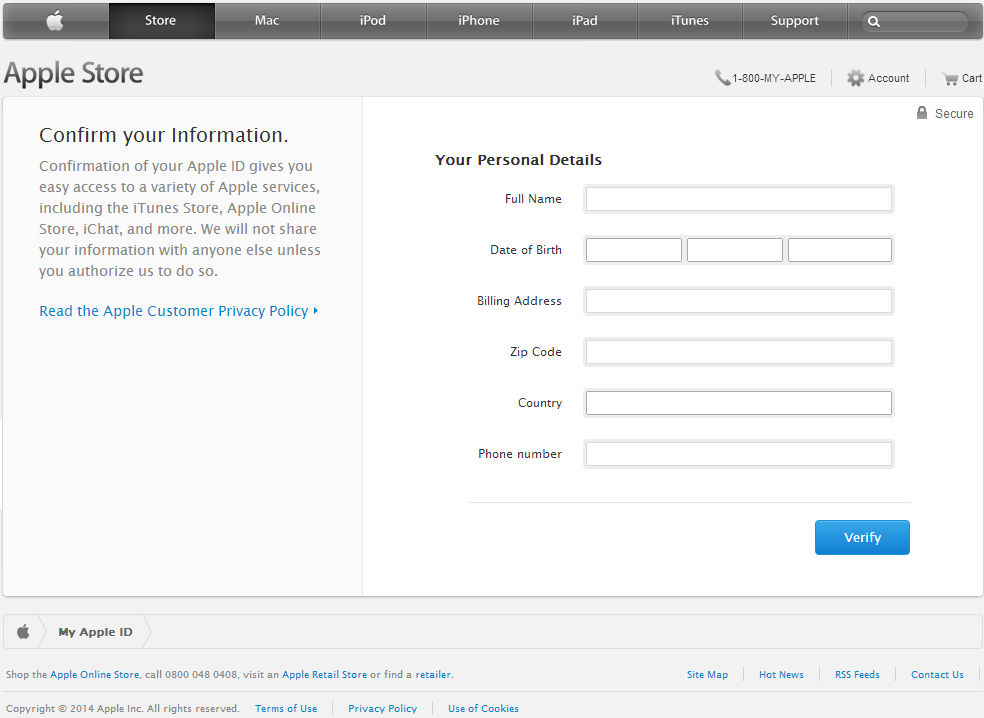 Store Mac iPod iPhone iPad iTunes Support
Apple Store
1-800-MY-APPLE Account Cart
Secure
Confirm your Information.
Confirmation of your Apple ID gives you
easy access to a variety of Apple services,
including the iTunes Store, Apple Online
Store, iChat, and more. We will not share
your information with anyone else unless
you authorize us to do so.
Read the Apple Customer Privacy Policy
Your Personal Details
Full Name
Date of Birth
Billing Address
Zip Code
Country
Phone number
Verify
My Apple ID
Shop the Apple Online Store, call 0800 048 0408, visit an Apple Retail Store or find a retailer.
Site Map Hot News RSS Feeds Contact Us
Copyright © 2014 Apple Inc. All rights reserved. Terms of Use Privacy Policy Use of Cookies